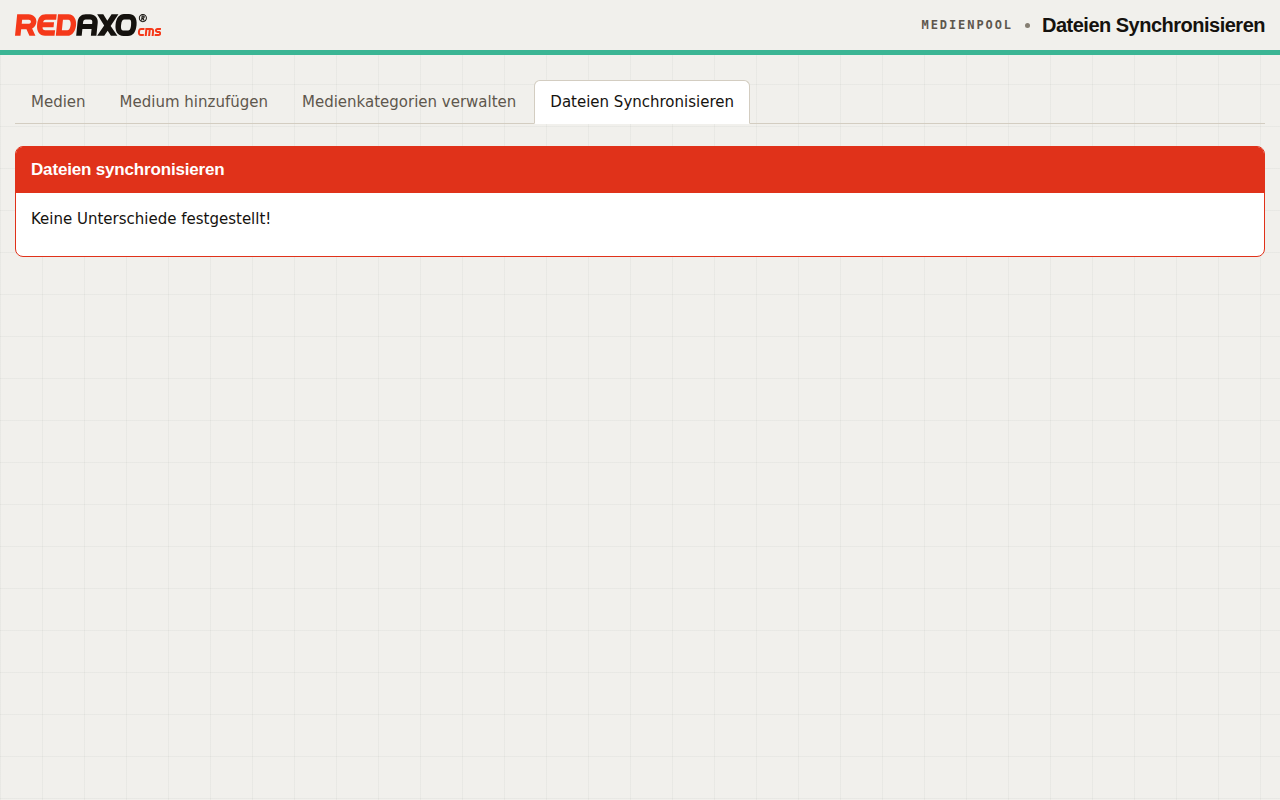 REDAXO® cms
MEDIENPOOL • Dateien Synchronisieren
Medien Medium hinzufügen Medienkategorien verwalten Dateien Synchronisieren
Dateien synchronisieren
Keine Unterschiede festgestellt!